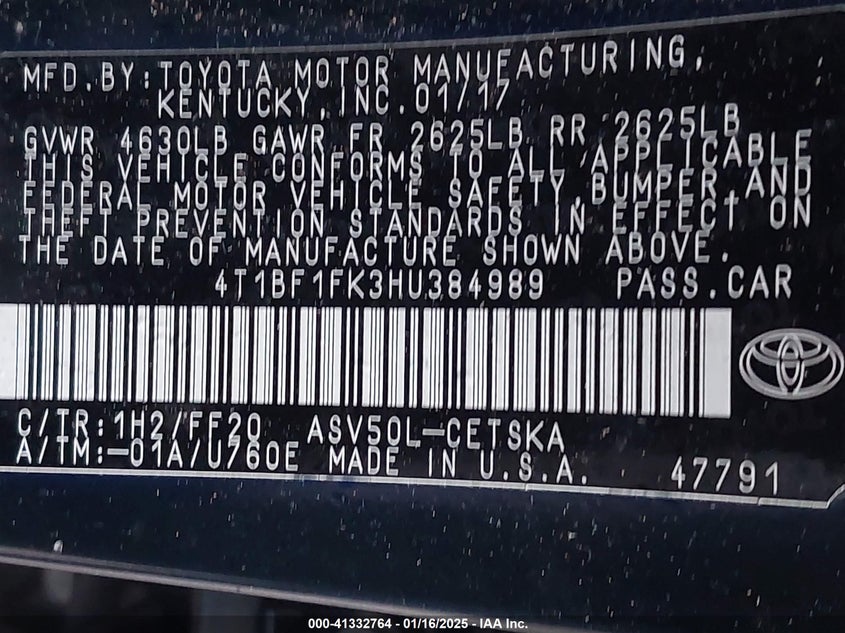 MFD.BY:TOYOTA MOTOR MANUFACTURING,
KENTUCKY,INC.01/17
GVWR 4630LB GAWR FR 2625LB RR 2625LB
THIS VEHICLE CONFORMS TO ALL APPLICABLE
FEDERAL MOTOR VEHICLE SAFETY,BUMPER AND
THEFT PREVENTION STANDARDS IN EFFECT ON
THE DATE OF MANUFACTURE SHOWN ABOVE.
4T1BF1FK3HU384989 PASS.CAR
C/TR:1H2/FF20 ASV50L-CETSKA
A/TM:-01A/U760E MADE IN U.S.A. 47791
000-41332764 - 01/16/2025 - IAA Inc.